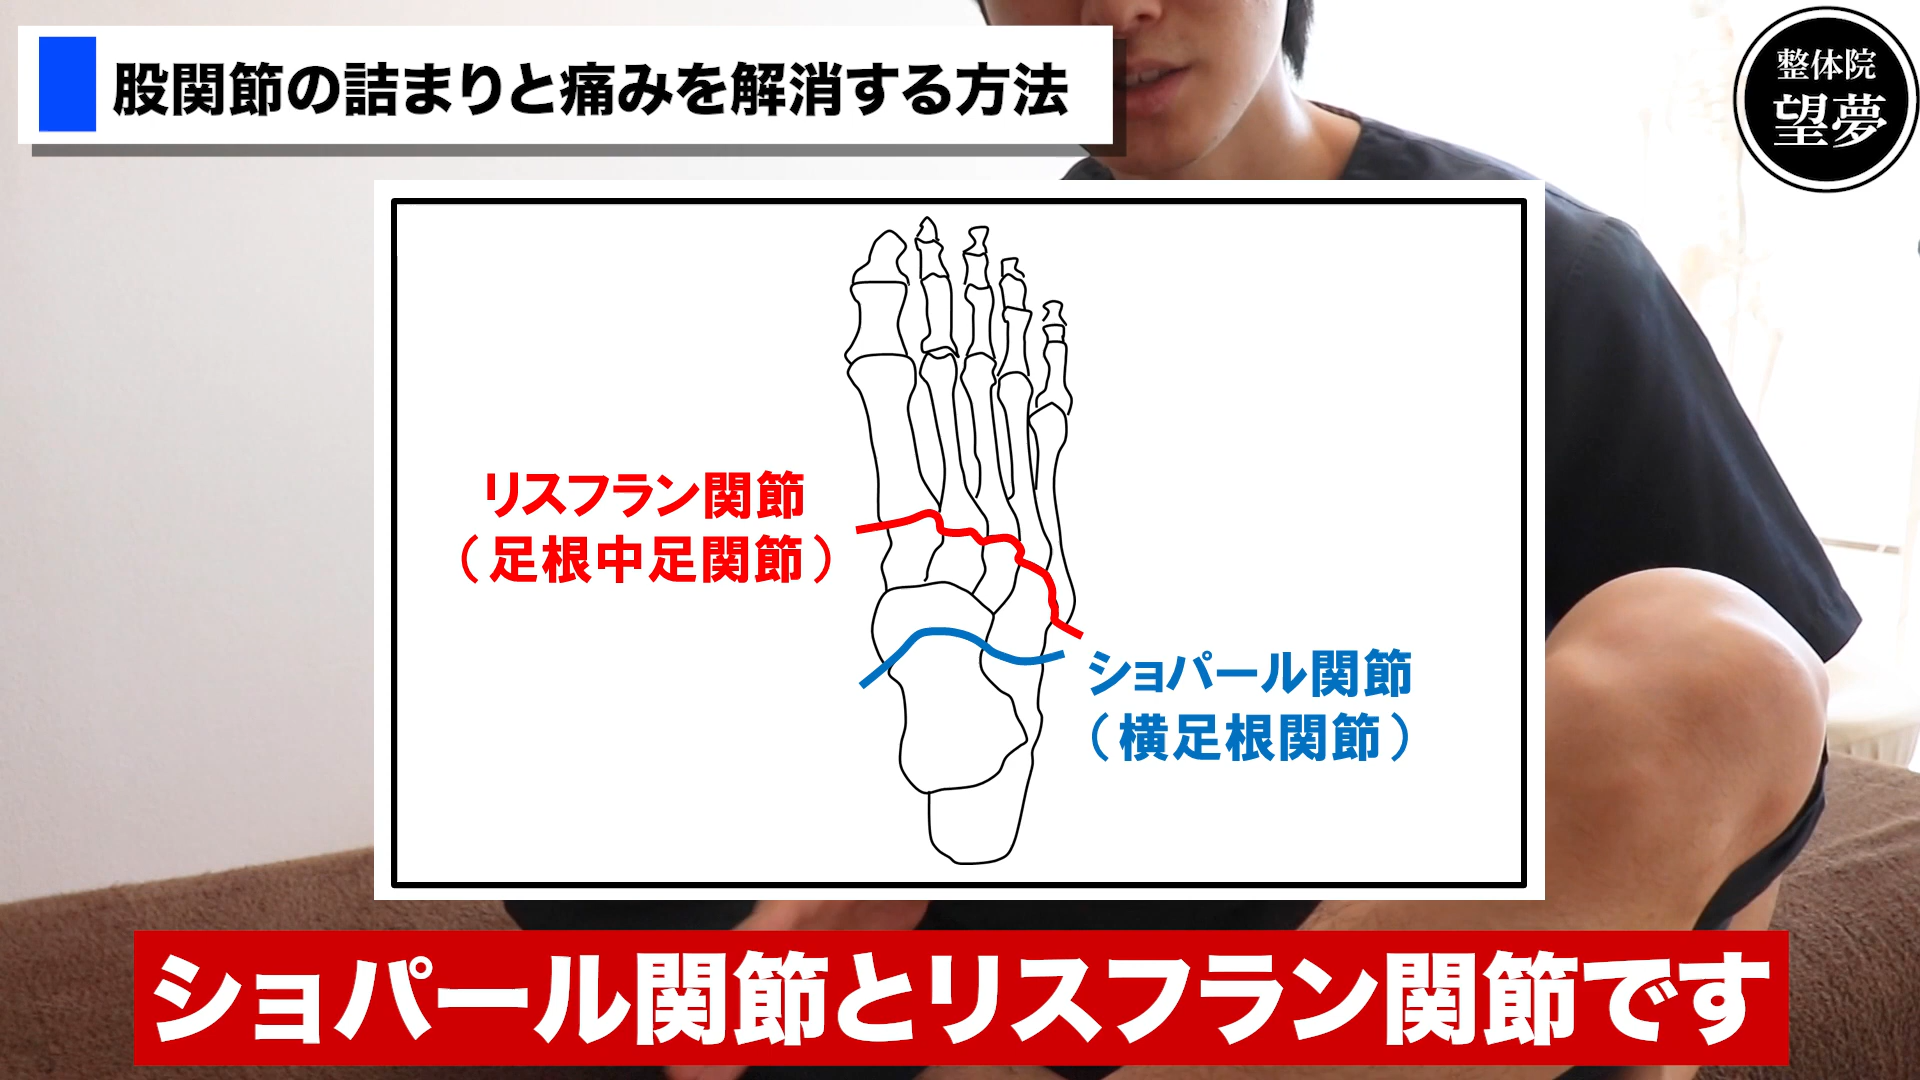 股関節の詰まりと痛みを解消する方法
整体院
望夢
リスフラン関節
（足根中足関節）
ショパール関節
（横足根関節）
ショパール関節とリスフラン関節です